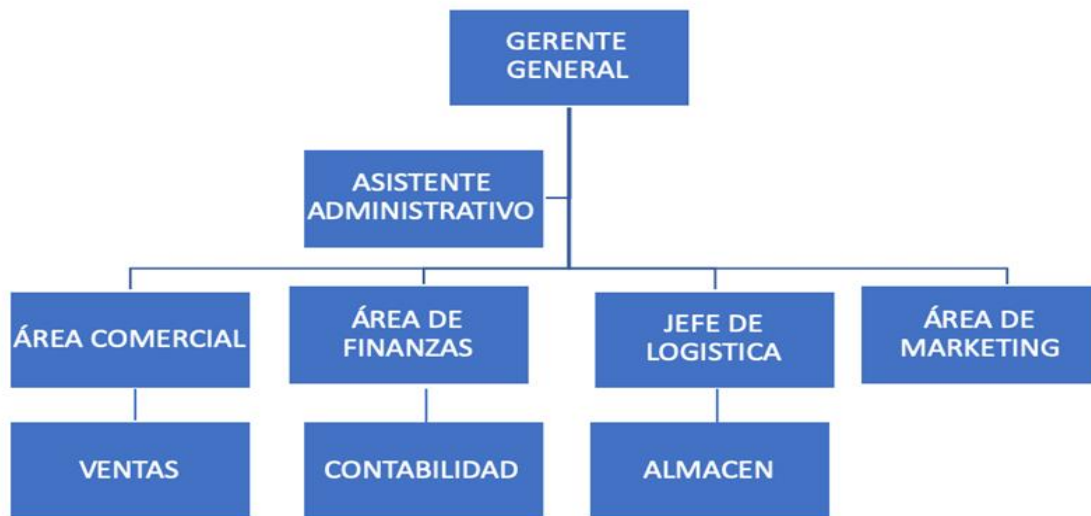 GERENTE
GENERAL
ASISTENTE
ADMINISTRATIVO
ÁREA COMERCIAL
ÁREA DE
FINANZAS
JEFE DE
LOGISTICA
ÁREA DE
MARKETING
VENTAS
CONTABILIDAD
ALMACEN